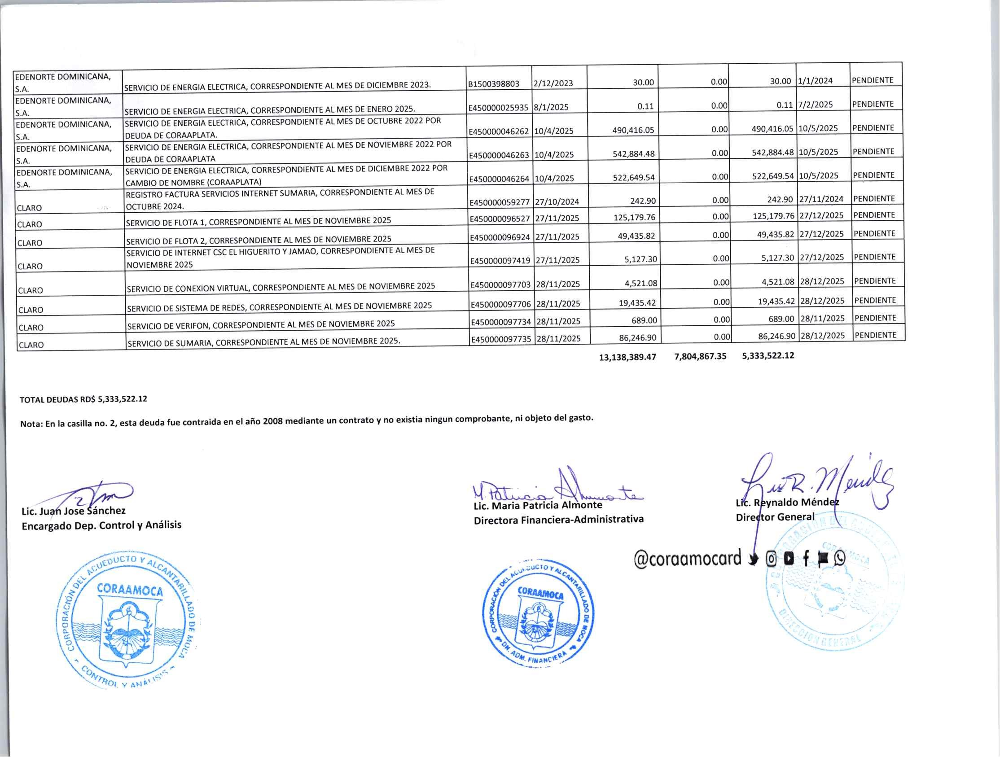 EDENORTE DOMINICANA, S.A. SERVICIO DE ENERGIA ELECTRICA, CORRESPONDIENTE AL MES DE DICIEMBRE 2023. B1500398803 2/12/2023 30.00 0.00 30.00 1/1/2024 PENDIENTE
EDENORTE DOMINICANA, S.A. SERVICIO DE ENERGIA ELECTRICA, CORRESPONDIENTE AL MES DE ENERO 2025. E450000025935 8/1/2025 0.11 0.00 0.11 7/2/2025 PENDIENTE
EDENORTE DOMINICANA, S.A. SERVICIO DE ENERGIA ELECTRICA, CORRESPONDIENTE AL MES DE OCTUBRE 2022 POR DEUDA DE CORAAPLATA. E450000046262 10/4/2025 490,416.05 0.00 490,416.05 10/5/2025 PENDIENTE
EDENORTE DOMINICANA, S.A. SERVICIO DE ENERGIA ELECTRICA, CORRESPONDIENTE AL MES DE NOVIEMBRE 2022 POR DEUDA DE CORAAPLATA E450000046263 10/4/2025 542,884.48 0.00 542,884.48 10/5/2025 PENDIENTE
EDENORTE DOMINICANA, S.A. SERVICIO DE ENERGIA ELECTRICA, CORRESPONDIENTE AL MES DE DICIEMBRE 2022 POR CAMBIO DE NOMBRE (CORAAPLATA) E450000046264 10/4/2025 522,649.54 0.00 522,649.54 10/5/2025 PENDIENTE
CLARO REGISTRO FACTURA SERVICIOS INTERNET SUMARIA, CORRESPONDIENTE AL MES DE OCTUBRE 2024. E450000059277 27/10/2024 242.90 0.00 242.90 27/11/2024 PENDIENTE
CLARO SERVICIO DE FLOTA 1, CORRESPONDIENTE AL MES DE NOVIEMBRE 2025 E450000096527 27/11/2025 125,179.76 0.00 125,179.76 27/12/2025 PENDIENTE
CLARO SERVICIO DE FLOTA 2, CORRESPONDIENTE AL MES DE NOVIEMBRE 2025 E450000096924 27/11/2025 49,435.82 0.00 49,435.82 27/12/2025 PENDIENTE
CLARO SERVICIO DE INTERNET CSC EL HIGUERITO Y JAMAO, CORRESPONDIENTE AL MES DE NOVIEMBRE 2025 E450000097419 27/11/2025 5,127.30 0.00 5,127.30 27/12/2025 PENDIENTE
CLARO SERVICIO DE CONEXION VIRTUAL, CORRESPONDIENTE AL MES DE NOVIEMBRE 2025 E450000097703 28/11/2025 4,521.08 0.00 4,521.08 28/12/2025 PENDIENTE
CLARO SERVICIO DE SISTEMA DE REDES, CORRESPONDIENTE AL MES DE NOVIEMBRE 2025 E450000097706 28/11/2025 19,435.42 0.00 19,435.42 28/12/2025 PENDIENTE
CLARO SERVICIO DE VERIFON, CORRESPONDIENTE AL MES DE NOVIEMBRE 2025 E450000097734 28/11/2025 689.00 0.00 689.00 28/11/2025 PENDIENTE
CLARO SERVICIO DE SUMARIA, CORRESPONDIENTE AL MES DE NOVIEMBRE 2025. E450000097735 28/11/2025 86,246.90 0.00 86,246.90 28/12/2025 PENDIENTE
13,138,389.47 7,804,867.35 5,333,522.12
TOTAL DEUDAS RD$ 5,333,522.12
Nota: En la casilla no. 2, esta deuda fue contraida en el año 2008 mediante un contrato y no existia ningun comprobante, ni objeto del gasto.
M. Patricia Almonte
R. Méndez
Lic. Juan Jose Sánchez
Encargado Dep. Control y Análisis
Lic. Maria Patricia Almonte
Directora Financiera-Administrativa
Lic. Reynaldo Méndez
Director General
@coraamocard
CORPORACIÓN DEL ACUEDUCTO Y ALCANTARILLADO DE MOCA
CORAAMOCA
CONTROL Y ANÁLISIS
CORPORACIÓN DEL ACUEDUCTO Y ALCANTARILLADO DE MOCA
CORAAMOCA
DN. ADM. FINANCIERA
CORAAMOCA
DIRECCION GENERAL